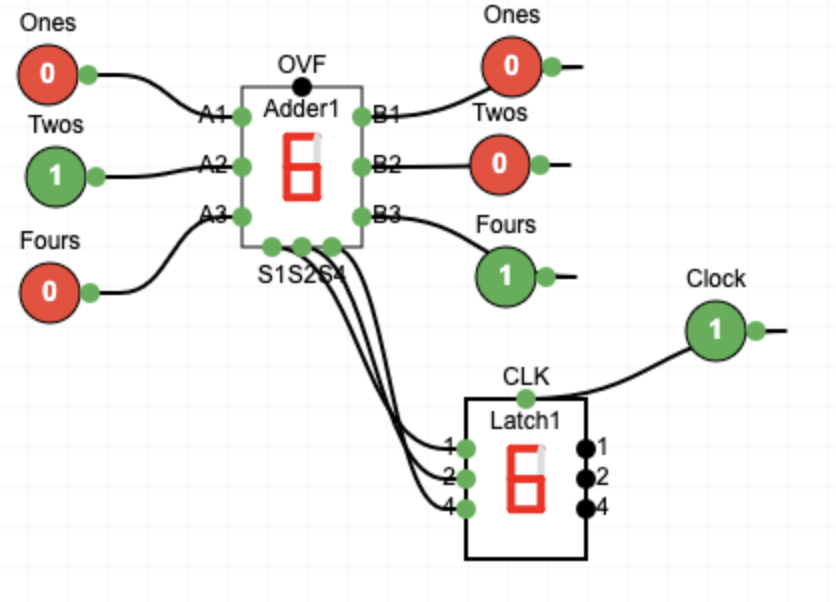 Ones
0
Twos
1
Fours
0
OVF
Adder1
6
A1
A2
A3
B1
B2
B3
S1S2S4
Ones
0
Twos
0
Fours
1
Clock
1
CLK
Latch1
6
1
2
4
1
2
4